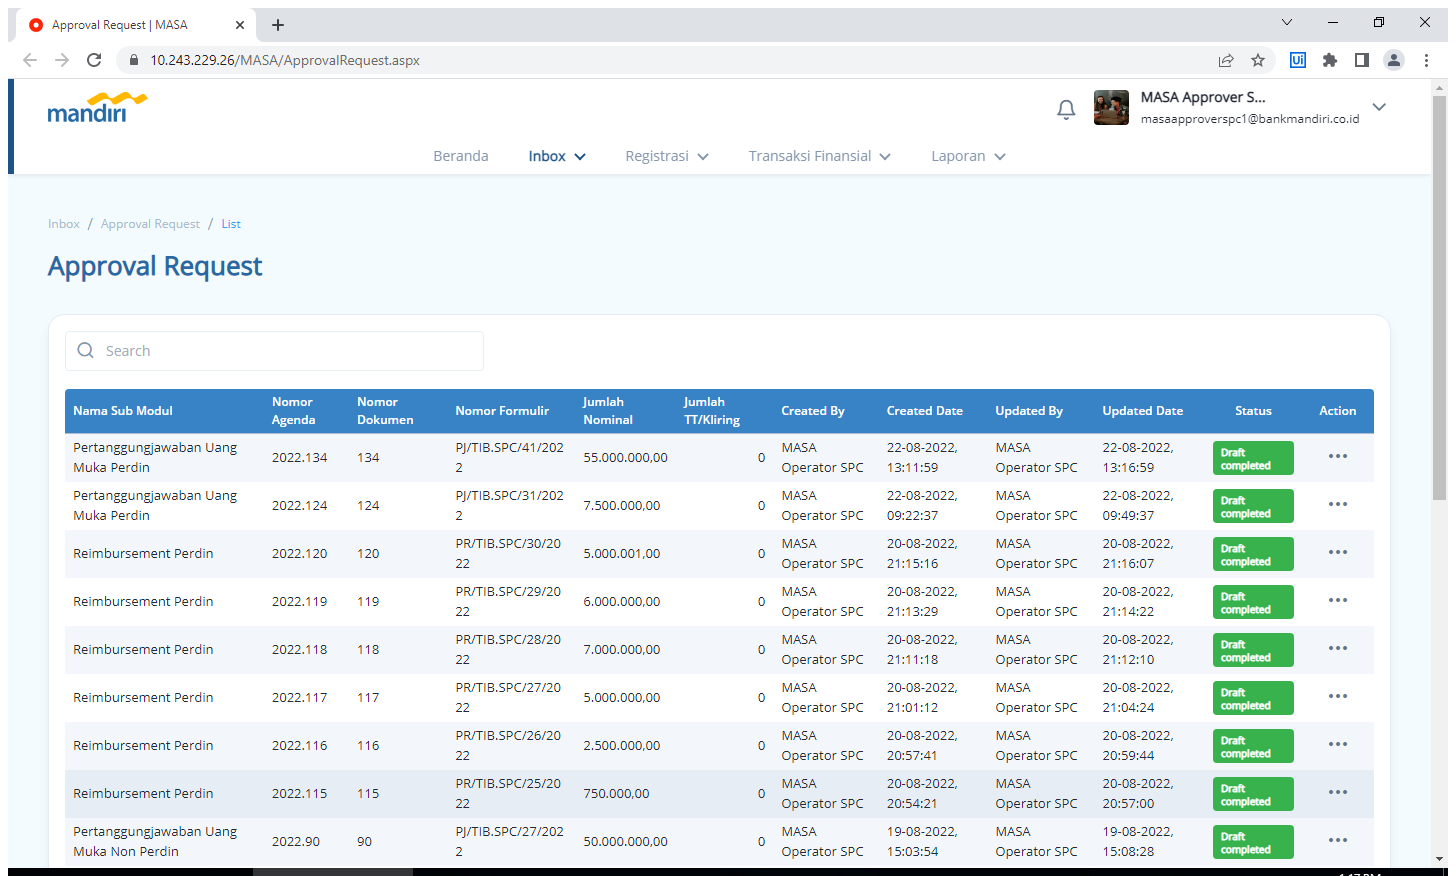 Approval Request | MASA
10.243.229.26/MASA/ApprovalRequest.aspx
Ui
mandiri
MASA Approver S...
masaapproverspc1@bankmandiri.co.id
Beranda Inbox Registrasi Transaksi Finansial Laporan
Inbox / Approval Request / List
Approval Request
Search
Nama Sub Modul Nomor Agenda Nomor Dokumen Nomor Formulir Jumlah Nominal Jumlah TT/Kliring Created By Created Date Updated By Updated Date Status Action
Pertanggungjawaban Uang Muka Perdin 2022.134 134 PJ/TIB.SPC/41/2022 55.000.000,00 0 MASA Operator SPC 22-08-2022, 13:11:59 MASA Operator SPC 22-08-2022, 13:16:59 Draft completed
Pertanggungjawaban Uang Muka Perdin 2022.124 124 PJ/TIB.SPC/31/2022 7.500.000,00 0 MASA Operator SPC 22-08-2022, 09:22:37 MASA Operator SPC 22-08-2022, 09:49:37 Draft completed
Reimbursement Perdin 2022.120 120 PR/TIB.SPC/30/2022 5.000.001,00 0 MASA Operator SPC 20-08-2022, 21:15:16 MASA Operator SPC 20-08-2022, 21:16:07 Draft completed
Reimbursement Perdin 2022.119 119 PR/TIB.SPC/29/2022 6.000.000,00 0 MASA Operator SPC 20-08-2022, 21:13:29 MASA Operator SPC 20-08-2022, 21:14:22 Draft completed
Reimbursement Perdin 2022.118 118 PR/TIB.SPC/28/2022 7.000.000,00 0 MASA Operator SPC 20-08-2022, 21:11:18 MASA Operator SPC 20-08-2022, 21:12:10 Draft completed
Reimbursement Perdin 2022.117 117 PR/TIB.SPC/27/2022 5.000.000,00 0 MASA Operator SPC 20-08-2022, 21:01:12 MASA Operator SPC 20-08-2022, 21:04:24 Draft completed
Reimbursement Perdin 2022.116 116 PR/TIB.SPC/26/2022 2.500.000,00 0 MASA Operator SPC 20-08-2022, 20:57:41 MASA Operator SPC 20-08-2022, 20:59:44 Draft completed
Reimbursement Perdin 2022.115 115 PR/TIB.SPC/25/2022 750.000,00 0 MASA Operator SPC 20-08-2022, 20:54:21 MASA Operator SPC 20-08-2022, 20:57:00 Draft completed
Pertanggungjawaban Uang Muka Non Perdin 2022.90 90 PJ/TIB.SPC/27/2022 50.000.000,00 0 MASA Operator SPC 19-08-2022, 15:03:54 MASA Operator SPC 19-08-2022, 15:08:28 Draft completed